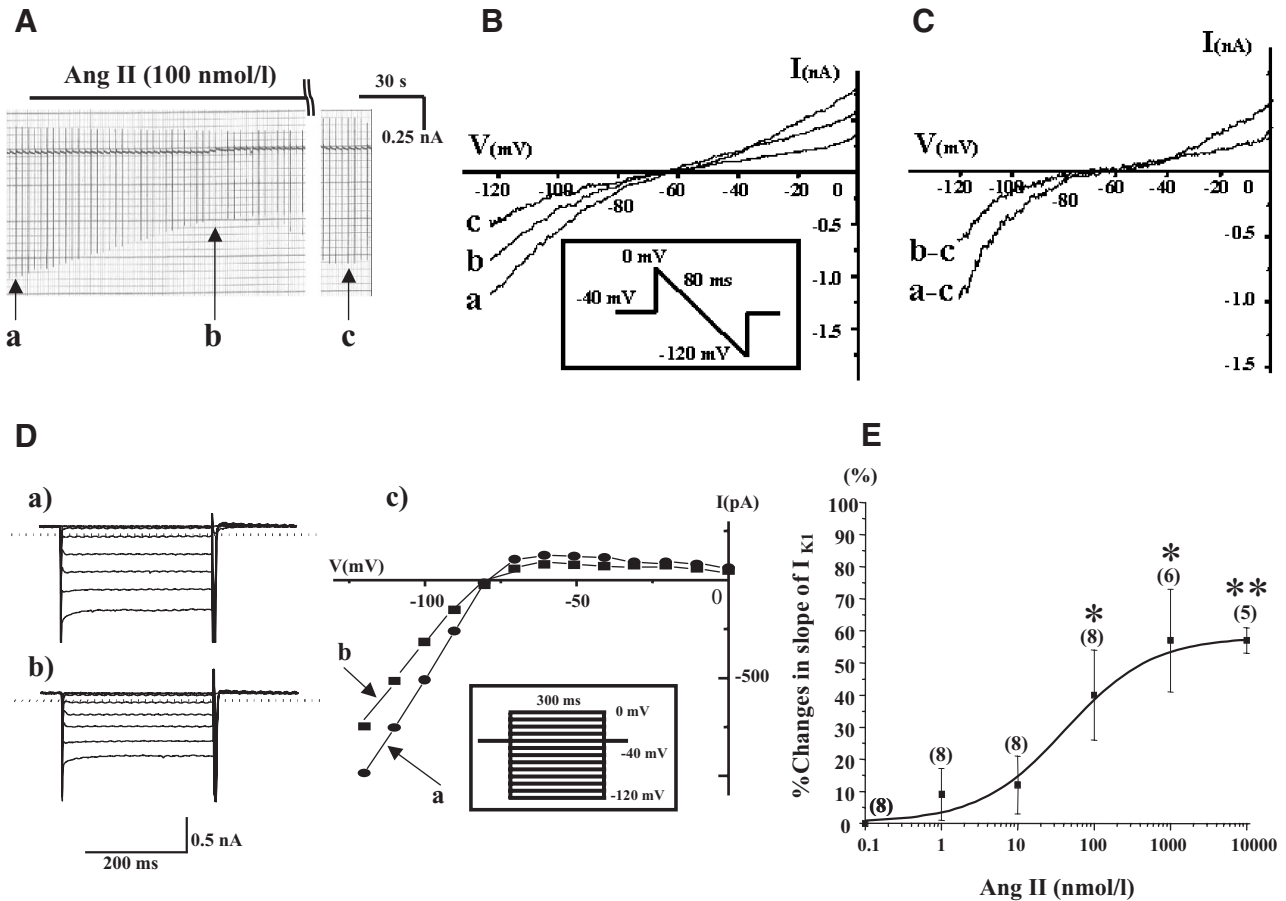 A
Ang II (100 nmol/l)
30 s
0.25 nA
a
b
c
B
I(nA)
V(mV)
-120
-100
-80
-60
-40
-20
0
-0.5
-1.0
-1.5
c
b
a
0 mV
80 ms
-40 mV
-120 mV
C
I(nA)
V(mV)
-120
-100
-80
-60
-40
-20
0
-0.5
-1.0
-1.5
b-c
a-c
D
a)
b)
0.5 nA
200 ms
c)
I(pA)
V(mV)
-100
-50
0
-500
b
a
300 ms
0 mV
-40 mV
-120 mV
E
(%)
100
90
80
70
60
50
40
30
20
10
0
%Changes in slope of I K1
(8)
(8)
(8)
*
(8)
*
(6)
**
(5)
0.1
1
10
100
1000
10000
Ang II (nmol/l)